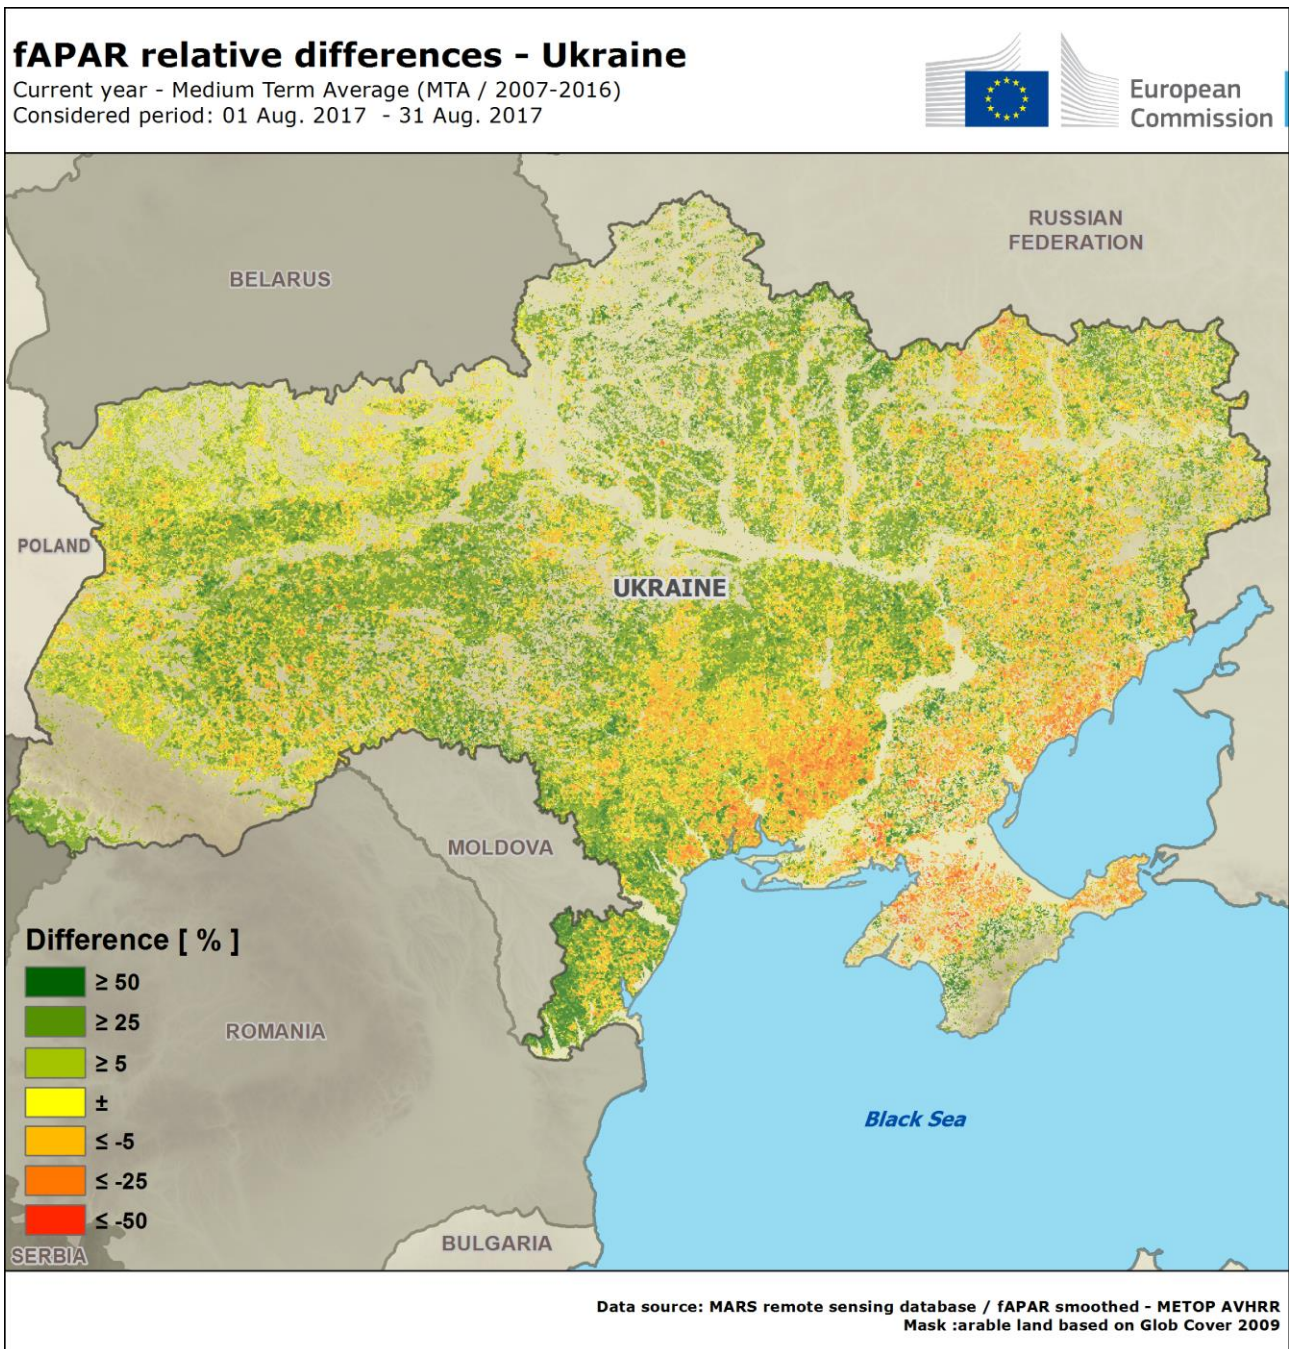 fAPAR relative differences - Ukraine
Current year - Medium Term Average (MTA / 2007-2016)
Considered period: 01 Aug. 2017  - 31 Aug. 2017
European
Commission
RUSSIAN
FEDERATION
BELARUS
POLAND
UKRAINE
MOLDOVA
Difference [ % ]
≥ 50
≥ 25
≥ 5
±
≤ -5
≤ -25
≤ -50
ROMANIA
Black Sea
BULGARIA
SERBIA
Data source: MARS remote sensing database / fAPAR smoothed - METOP AVHRR
Mask :arable land based on Glob Cover 2009